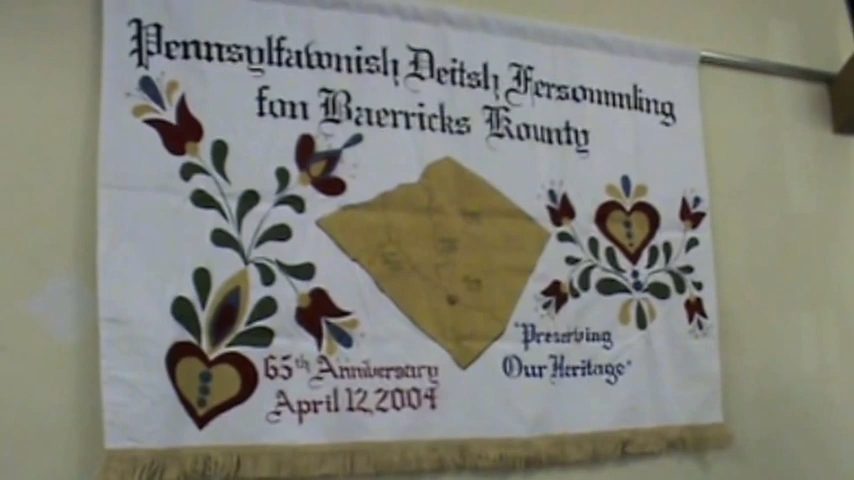 Pennsylfawnish Deitsh Fersommling
fon Baerricks Kounty
"Preserving
Our Heritage"
65th Anniversary
April 12, 2004